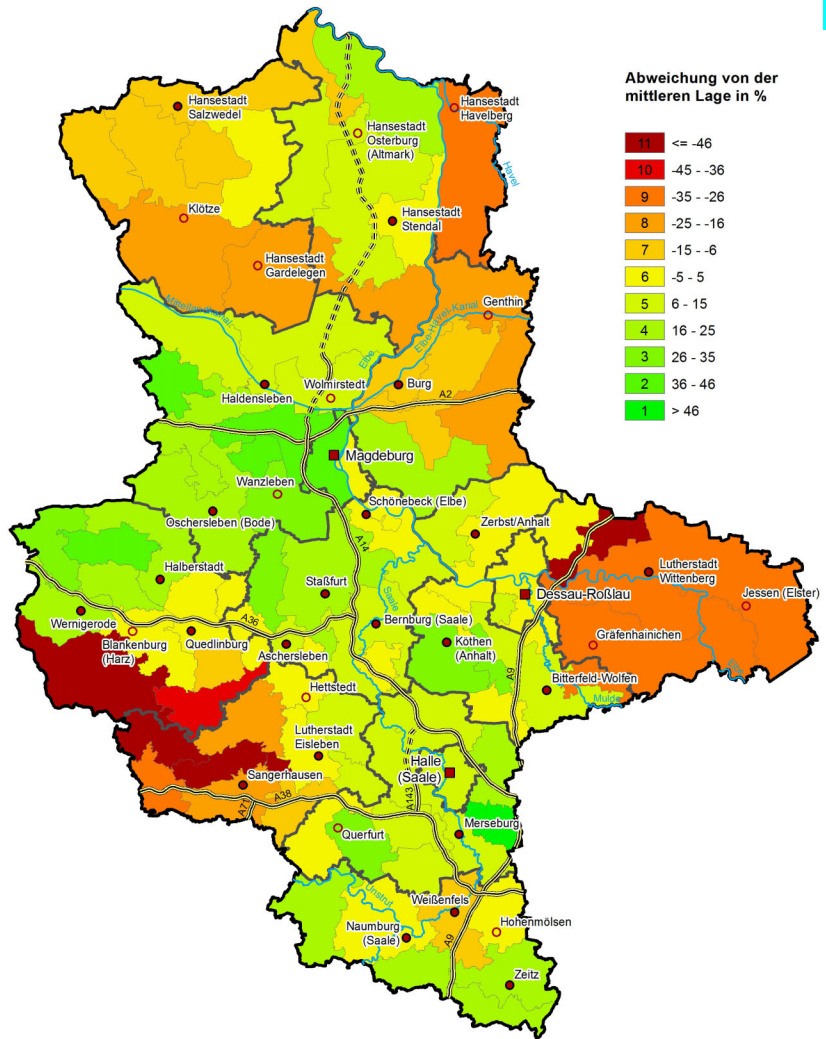 Abweichung von der
mittleren Lage in %
11 <= -46
10 -45 - -36
9 -35 - -26
8 -25 - -16
7 -15 - -6
6 -5 - 5
5 6 - 15
4 16 - 25
3 26 - 35
2 36 - 46
1 > 46
Hansestadt
Salzwedel
Hansestadt
Osterburg
(Altmark)
Hansestadt
Havelberg
Havel
Klötze
Hansestadt
Stendal
Hansestadt
Gardelegen
Mittellandkanal
Elbe-Havel-Kanal
Genthin
Elbe
Haldensleben
Wolmirstedt
Burg
A2
Magdeburg
Wanzleben
Oschersleben (Bode)
Schönebeck (Elbe)
Zerbst/Anhalt
A14
Halberstadt
Staßfurt
Saale
Lutherstadt
Wittenberg
Dessau-Roßlau
Jessen (Elster)
Wernigerode
A36
Blankenburg
(Harz)
Quedlinburg
Aschersleben
Bernburg (Saale)
Köthen
(Anhalt)
Gräfenhainichen
A9
Elbe
Hettstedt
Bitterfeld-Wolfen
Mulde
Lutherstadt
Eisleben
Halle
(Saale)
Sangerhausen
A38
A71
A143
Querfurt
Merseburg
Unstrut
Weißenfels
Naumburg
(Saale)
Hohenmölsen
A9
Zeitz